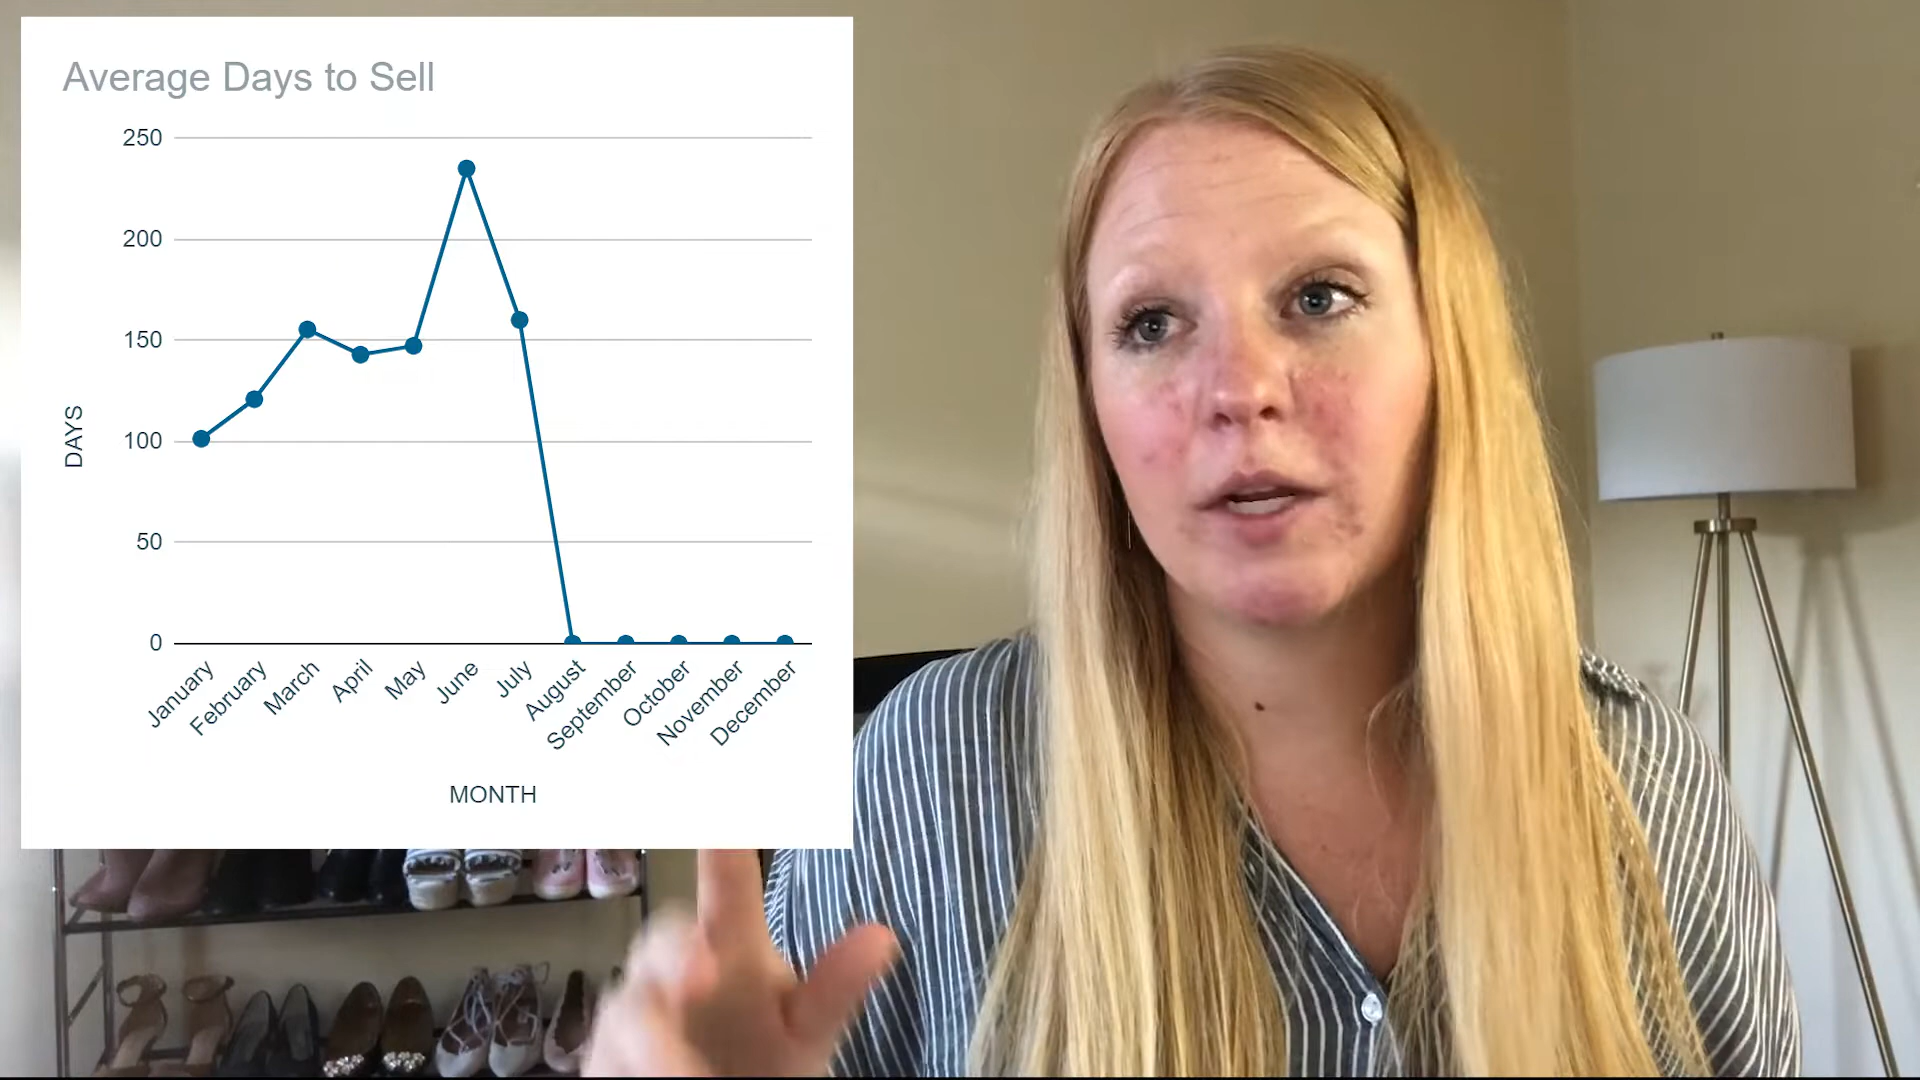 Average Days to Sell
250
200
150
100
50
0
DAYS
January
February
March
April
May
June
July
August
September
October
November
December
MONTH